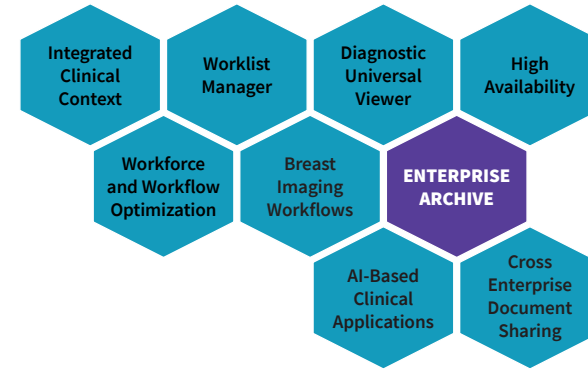 Integrated
Clinical
Context
Worklist
Manager
Diagnostic
Universal
Viewer
High
Availability
Workforce
and Workflow
Optimization
Breast
Imaging
Workflows
ENTERPRISE
ARCHIVE
AI-Based
Clinical
Applications
Cross
Enterprise
Document
Sharing